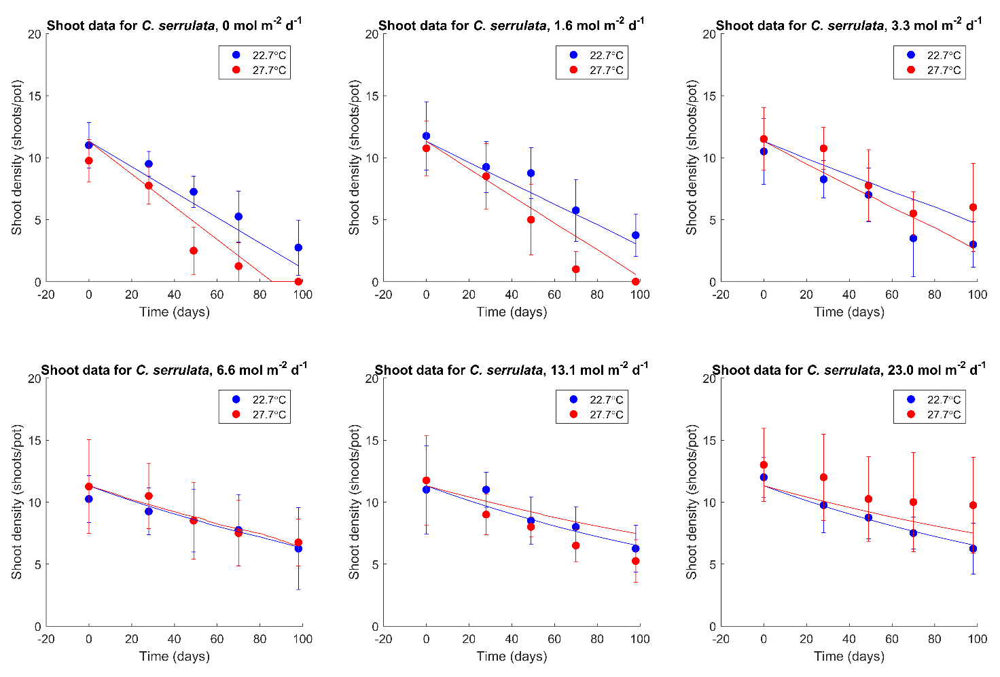 Shoot data for C. serrulata, 0 mol m-2 d-1
20
15
10
5
0
Shoot density (shoots/pot)
22.7°C
27.7°C
-20 0 20 40 60 80 100
Time (days)
Shoot data for C. serrulata, 1.6 mol m-2 d-1
20
15
10
5
0
Shoot density (shoots/pot)
22.7°C
27.7°C
-20 0 20 40 60 80 100
Time (days)
Shoot data for C. serrulata, 3.3 mol m-2 d-1
20
15
10
5
0
Shoot density (shoots/pot)
22.7°C
27.7°C
-20 0 20 40 60 80 100
Time (days)
Shoot data for C. serrulata, 6.6 mol m-2 d-1
20
15
10
5
0
Shoot density (shoots/pot)
22.7°C
27.7°C
-20 0 20 40 60 80 100
Time (days)
Shoot data for C. serrulata, 13.1 mol m-2 d-1
20
15
10
5
0
Shoot density (shoots/pot)
22.7°C
27.7°C
-20 0 20 40 60 80 100
Time (days)
Shoot data for C. serrulata, 23.0 mol m-2 d-1
20
15
10
5
0
Shoot density (shoots/pot)
22.7°C
27.7°C
-20 0 20 40 60 80 100
Time (days)